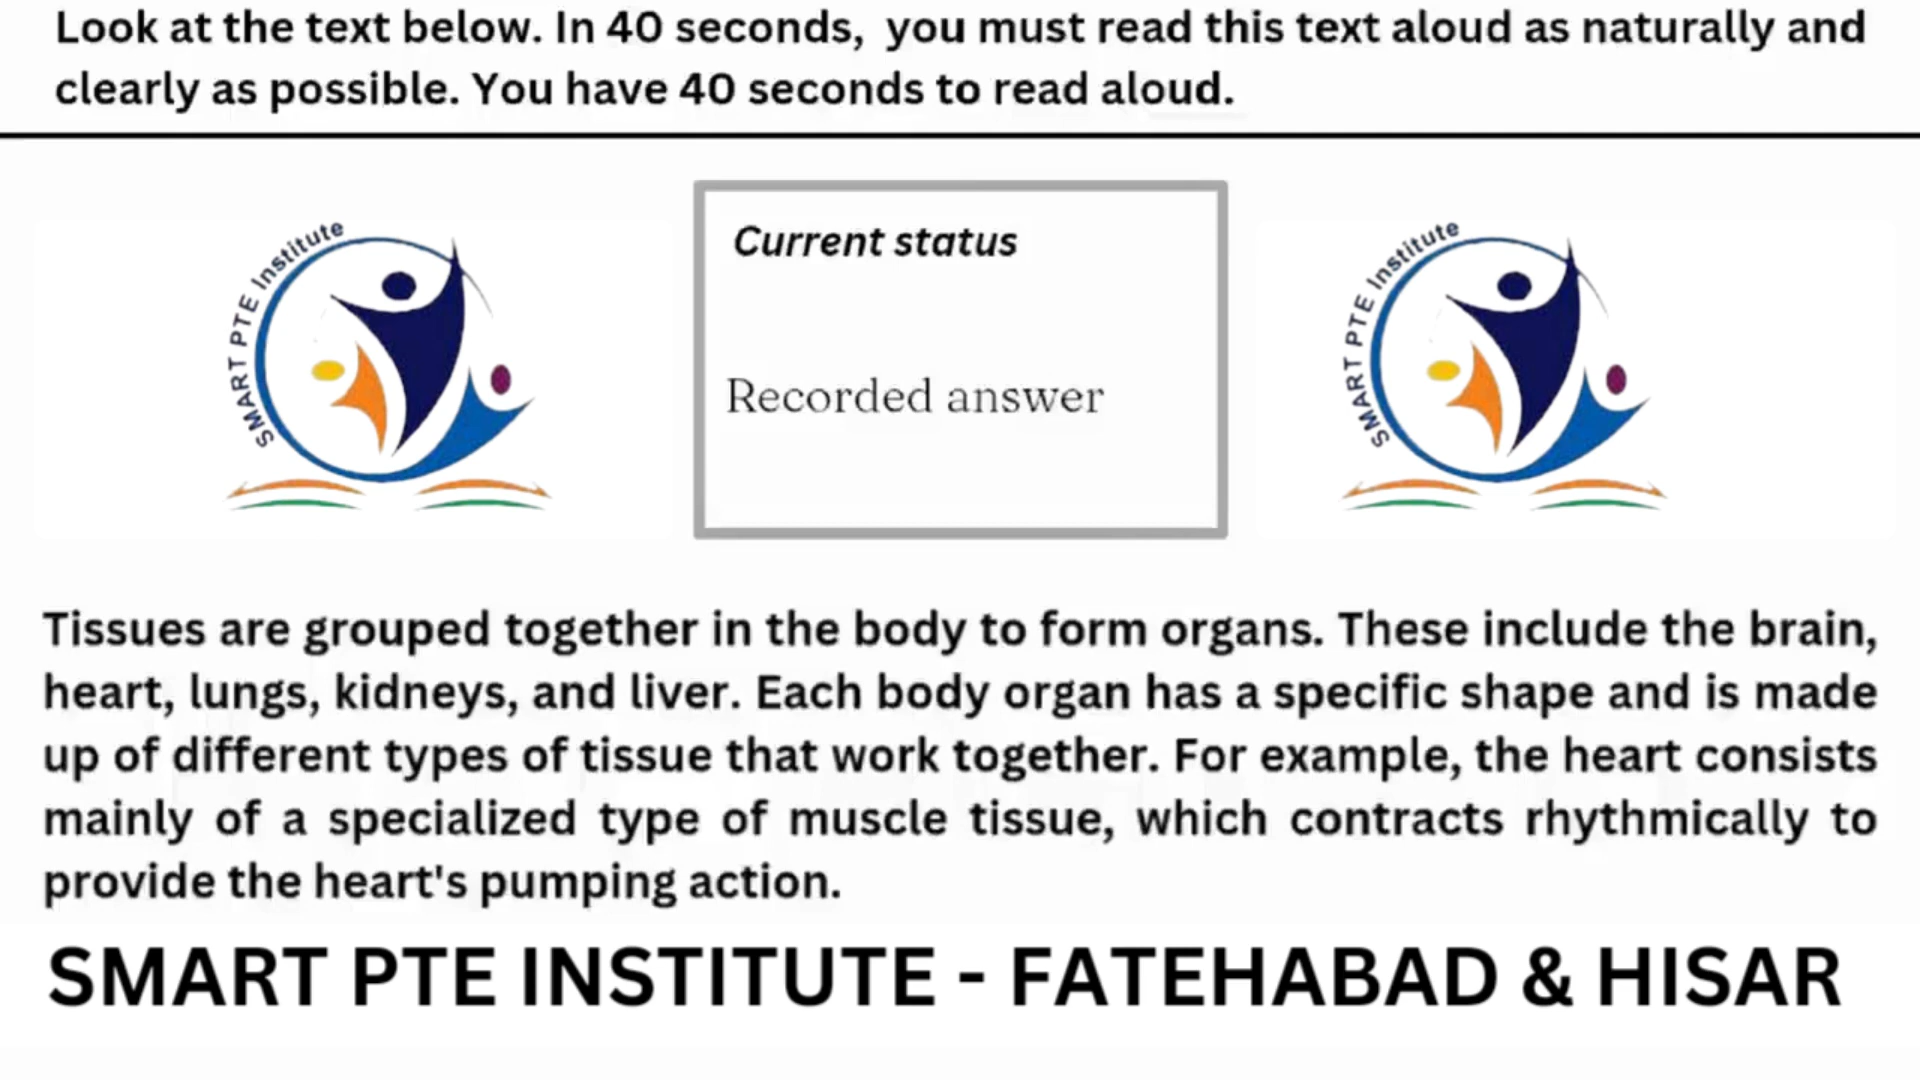 Look at the text below. In 40 seconds,  you must read this text aloud as naturally and
clearly as possible. You have 40 seconds to read aloud.
SMART PTE Institute
Current status
Recorded answer
SMART PTE Institute
Tissues are grouped together in the body to form organs. These include the brain,
heart, lungs, kidneys, and liver. Each body organ has a specific shape and is made
up of different types of tissue that work together. For example, the heart consists
mainly of a specialized type of muscle tissue, which contracts rhythmically to
provide the heart's pumping action.
SMART PTE INSTITUTE - FATEHABAD & HISAR